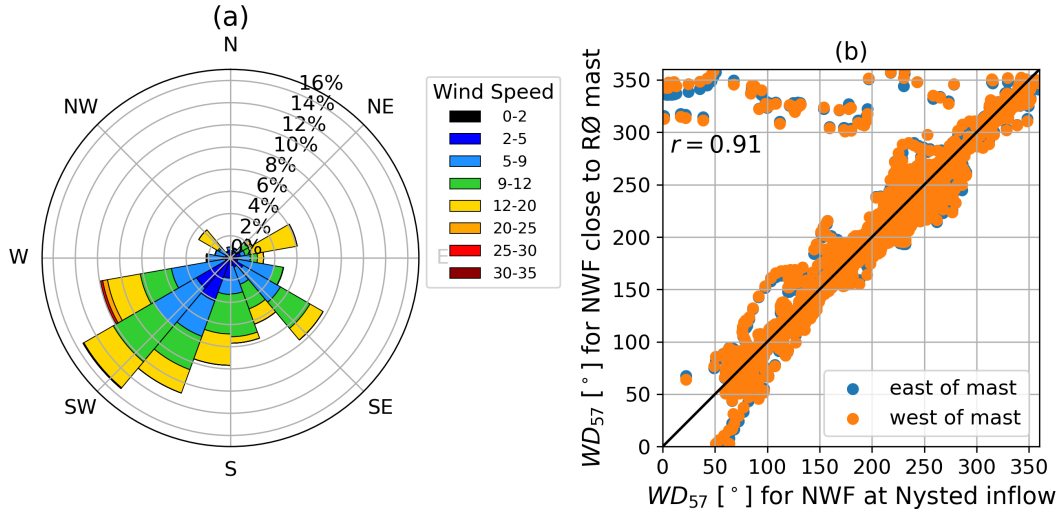 (a)
N
NE
E
SE
S
SW
W
NW
16%
14%
12%
10%
8%
6%
4%
2%
0%
Wind Speed
0-2
2-5
5-9
9-12
12-20
20-25
25-30
30-35
(b)
WD₅₇ [°] for NWF close to RØ mast
350
300
250
200
150
100
50
0
r = 0.91
east of mast
west of mast
0 50 100 150 200 250 300 350
WD₅₇ [°] for NWF at Nysted inflow